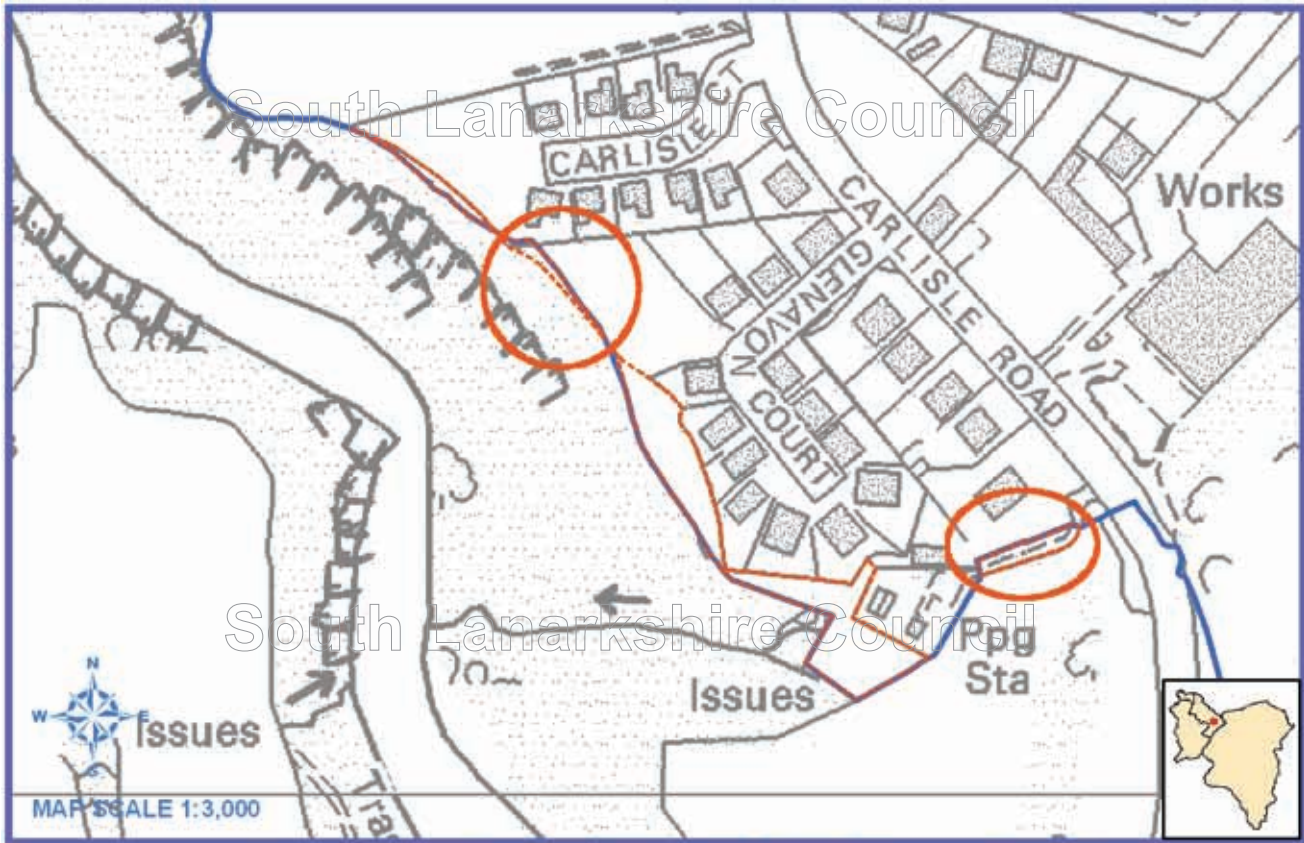 South Lanarkshire Council
CARLISLE CT
CARLISLE ROAD
Works
GLENAVON
COURT
South Lanarkshire Council
Ppg
Sta
Issues
N
W E
S
Issues
MAP SCALE 1:3,000